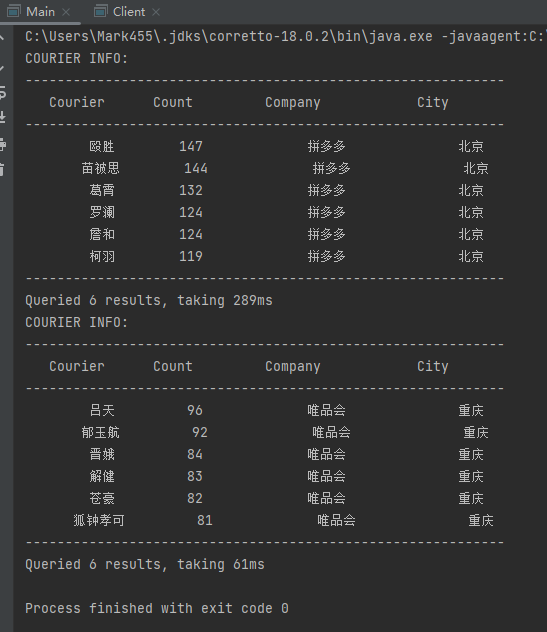 Main Client
C:\Users\Mark455\.jdks\corretto-18.0.2\bin\java.exe -javaagent:C:\
COURIER INFO:
------------------------------------------------------------
Courier Count Company City
------------------------------------------------------------
殴胜 147 拼多多 北京
苗被思 144 拼多多 北京
葛霄 132 拼多多 北京
罗澜 124 拼多多 北京
詹和 124 拼多多 北京
柯羽 119 拼多多 北京
------------------------------------------------------------
Queried 6 results, taking 289ms
COURIER INFO:
------------------------------------------------------------
Courier Count Company City
------------------------------------------------------------
吕天 96 唯品会 重庆
郁玉航 92 唯品会 重庆
晋娥 84 唯品会 重庆
解健 83 唯品会 重庆
苍豪 82 唯品会 重庆
狐钟孝可 81 唯品会 重庆
------------------------------------------------------------
Queried 6 results, taking 61ms
Process finished with exit code 0